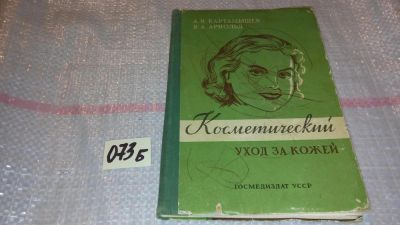 А. И. КАРТАМЫШЕВ
В. А. АРНОЛЬД
Косметический
УХОД ЗА КОЖЕЙ
ГОСМЕДИЗДАТ УССР
073б